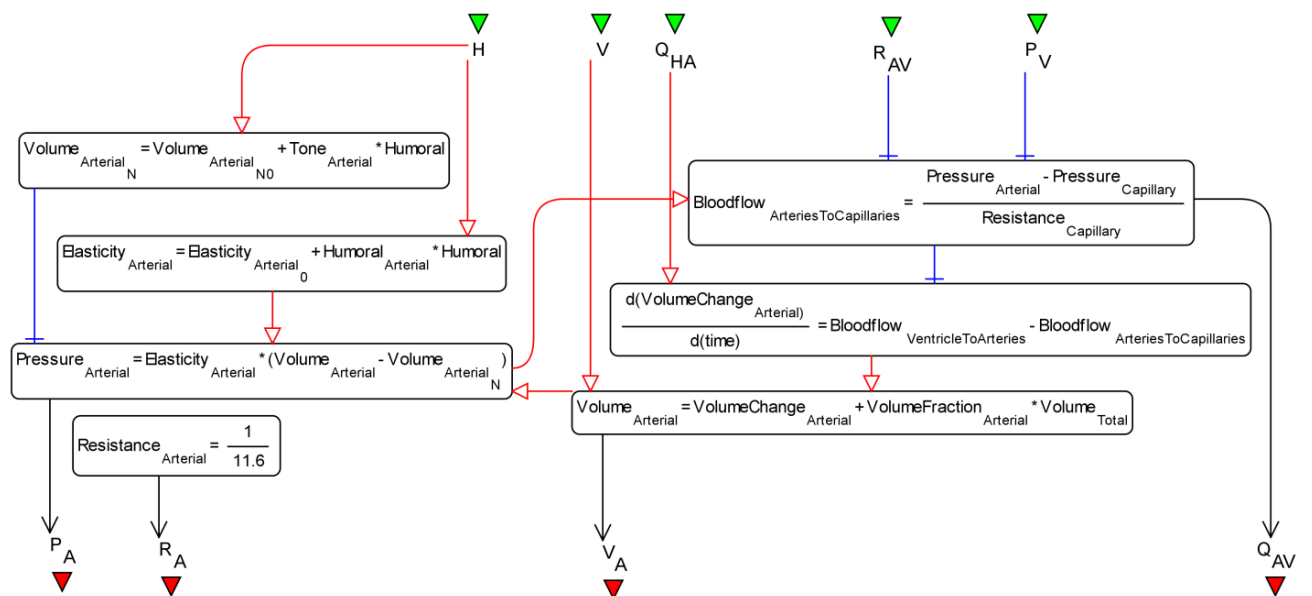 H V Q HA R AV P V
Volume Arterial N = Volume Arterial N0 + Tone Arterial * Humoral
Bloodflow ArteriesToCapillaries = Pressure Arterial - Pressure Capillary
Resistance Capillary
Elasticity Arterial = Elasticity Arterial 0 + Humoral Arterial * Humoral
d(VolumeChange Arterial)
d(time) = Bloodflow VentricleToArteries - Bloodflow ArteriesToCapillaries
Pressure Arterial = Elasticity Arterial * (Volume Arterial - Volume Arterial N )
Volume Arterial = VolumeChange Arterial + VolumeFraction Arterial * Volume Total
Resistance Arterial = 1
11.6
P A R A V A Q AV